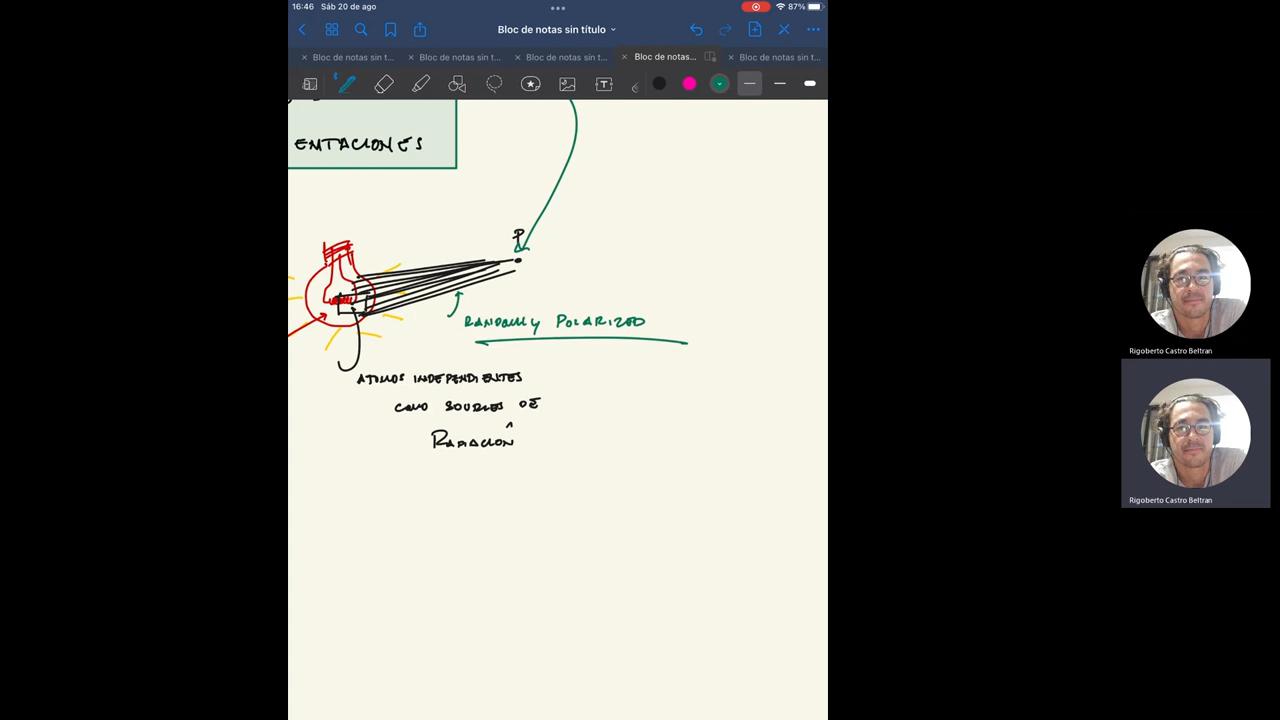 16:46 Sáb 20 de ago
87%
Bloc de notas sin título
Bloc de notas sin t...
Bloc de notas sin t...
Bloc de notas sin t...
Bloc de notas...
Bloc de notas sin t...
T
ENTACIONES
P
RANDOMLY POLARIZED
ATOMOS INDEPENDIENTES
COMO SOURCES DE
RADIACION
Rigoberto Castro Beltran
Rigoberto Castro Beltran